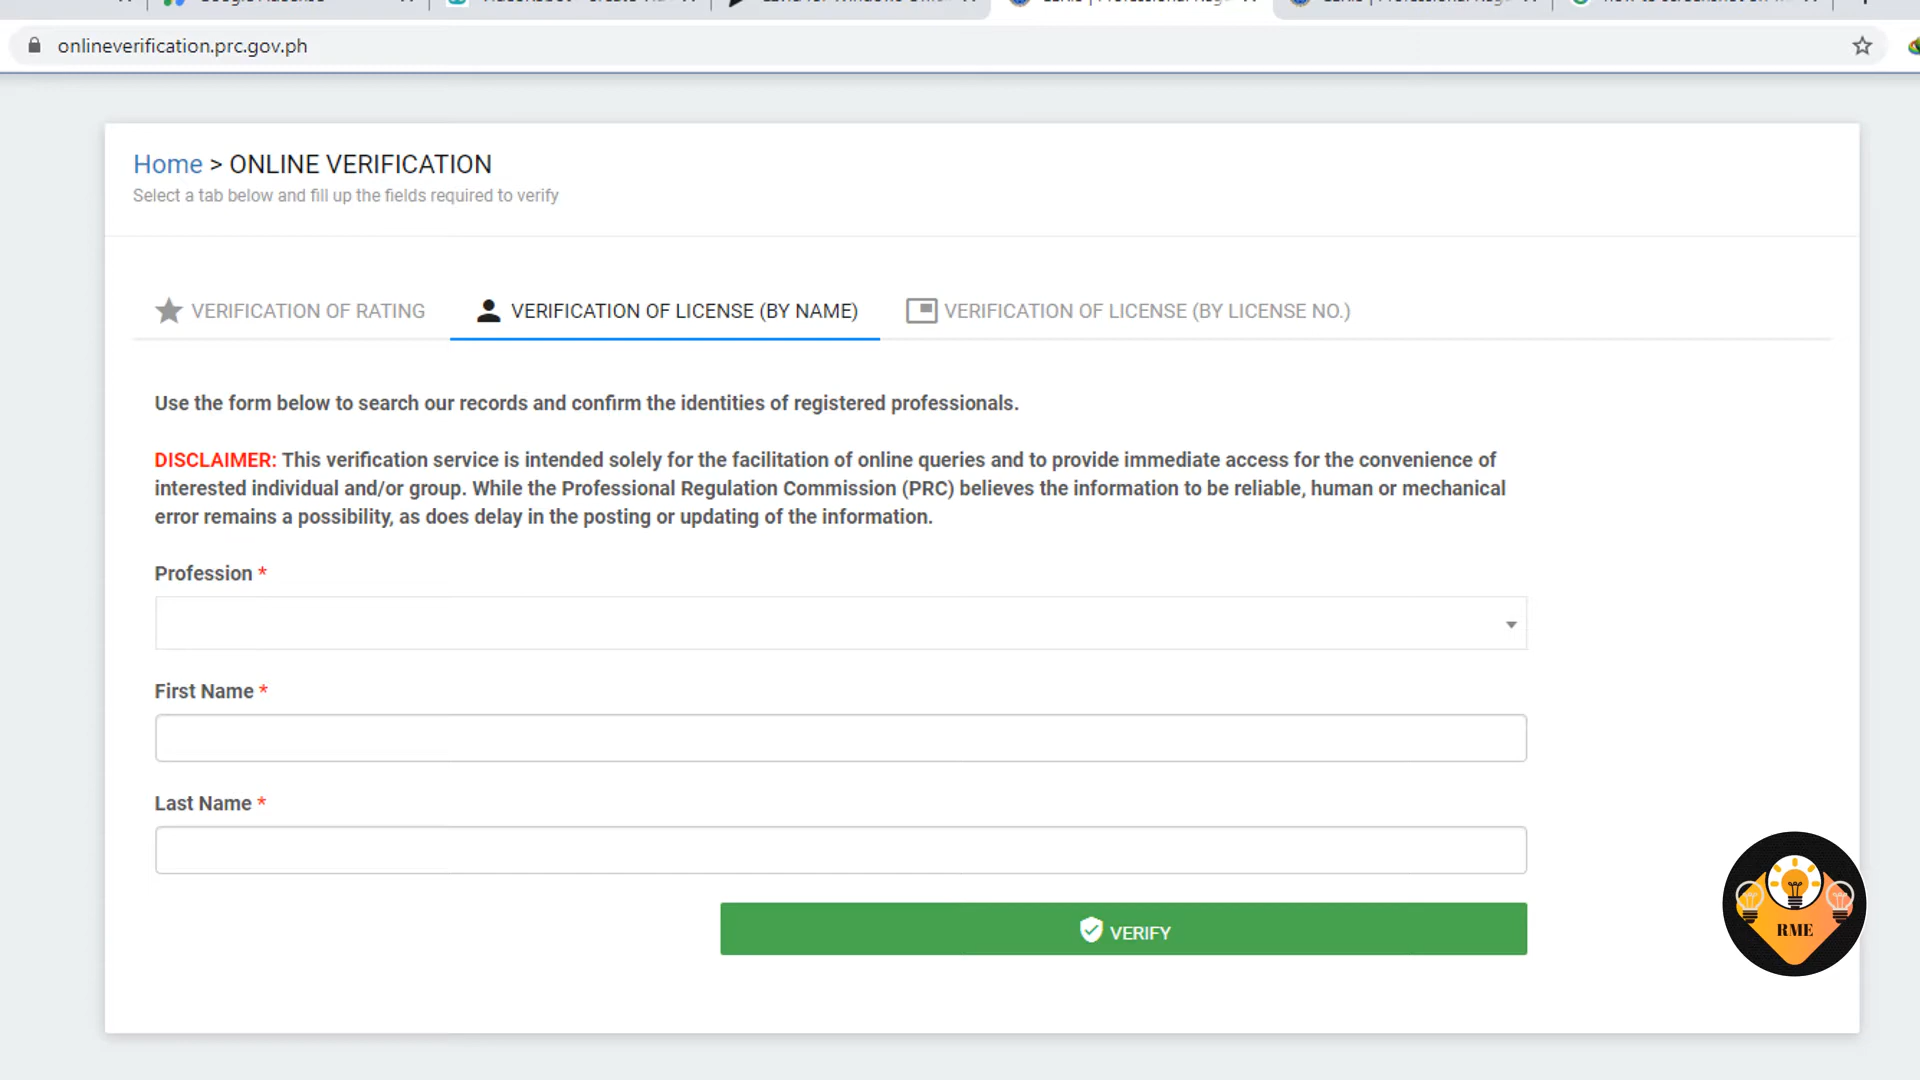 onlineverification.prc.gov.ph
Home > ONLINE VERIFICATION
Select a tab below and fill up the fields required to verify
VERIFICATION OF RATING
VERIFICATION OF LICENSE (BY NAME)
VERIFICATION OF LICENSE (BY LICENSE NO.)
Use the form below to search our records and confirm the identities of registered professionals.
DISCLAIMER: This verification service is intended solely for the facilitation of online queries and to provide immediate access for the convenience of
interested individual and/or group. While the Professional Regulation Commission (PRC) believes the information to be reliable, human or mechanical
error remains a possibility, as does delay in the posting or updating of the information.
Profession *
First Name *
Last Name *
VERIFY
RME